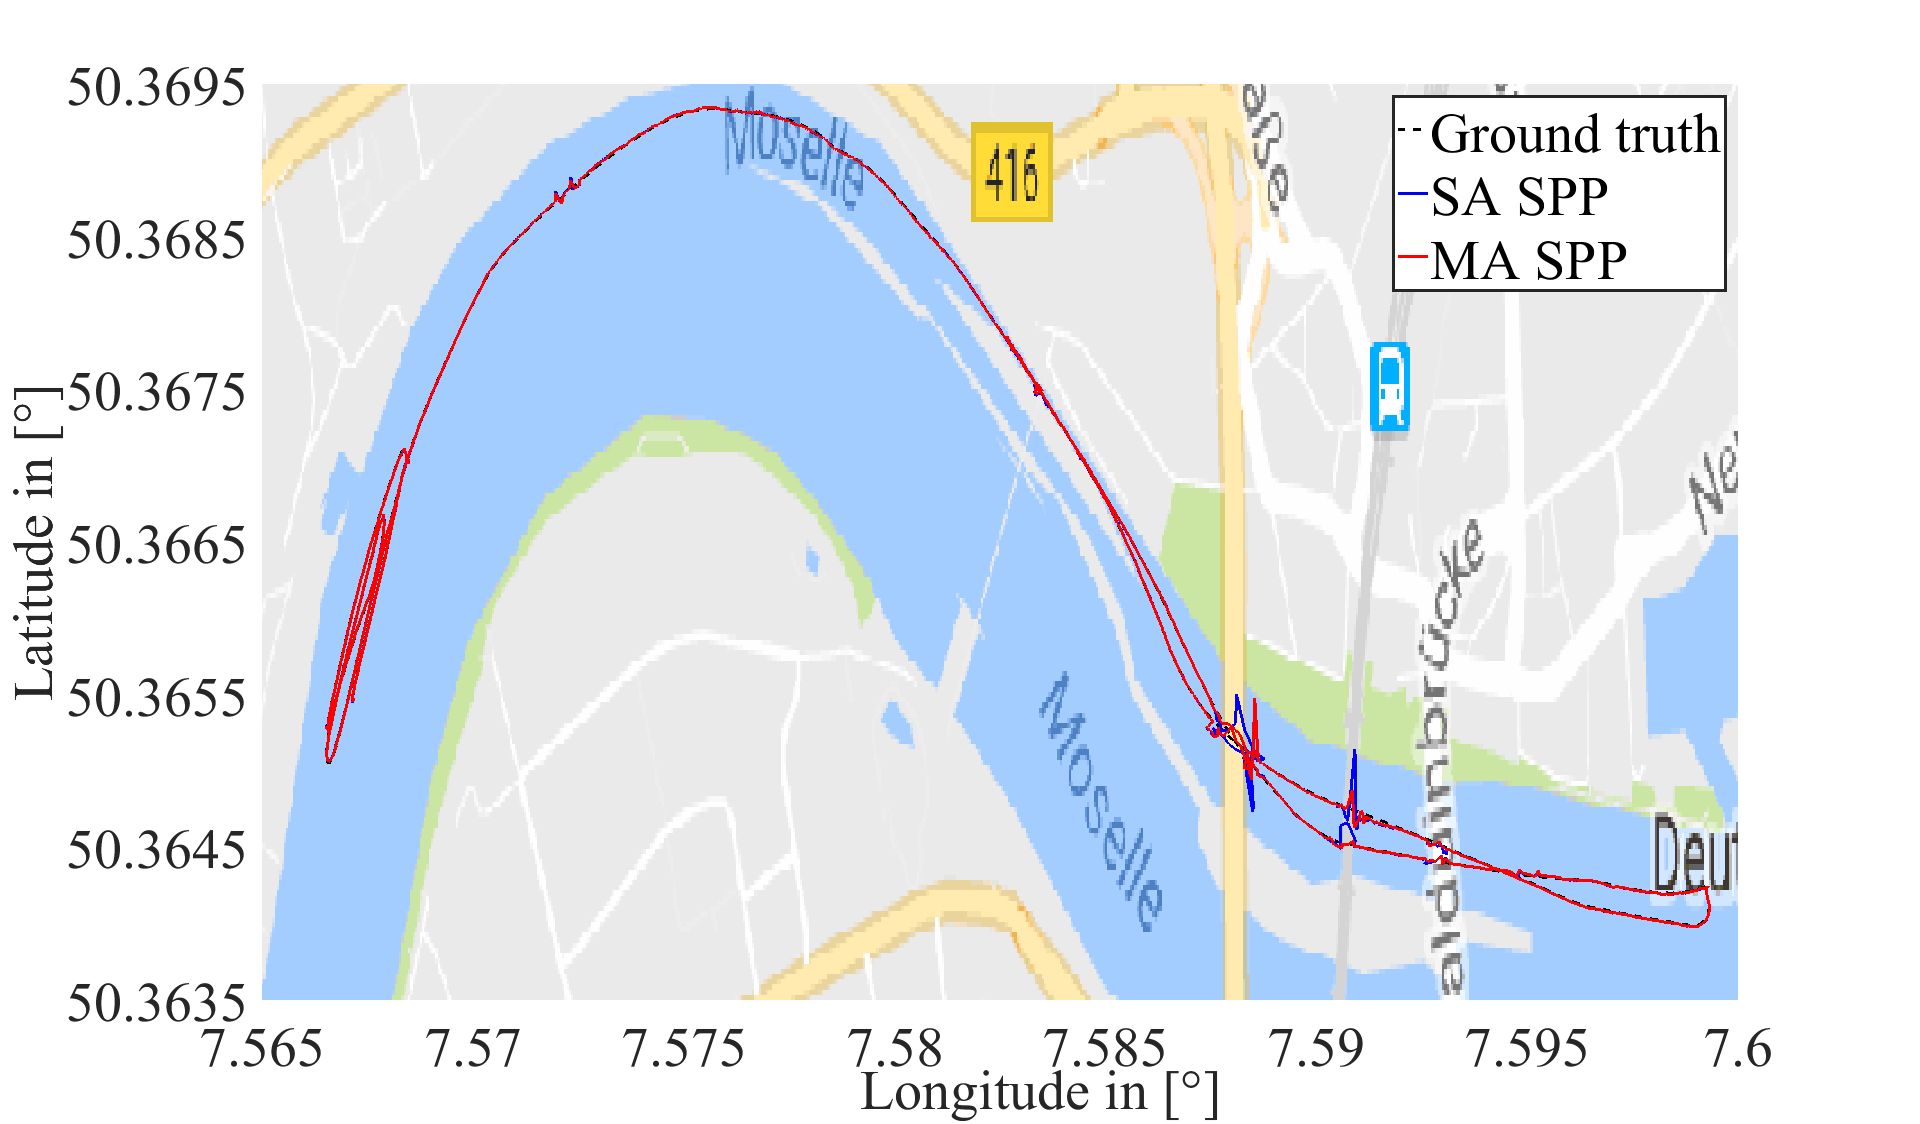 50.3695
50.3685
50.3675
50.3665
50.3655
50.3645
50.3635
Latitude in [°]
7.565
7.57
7.575
7.58
7.585
7.59
7.595
7.6
Longitude in [°]
Ground truth
SA SPP
MA SPP
Moselle
416
aße
Moselle
Ne
Deut